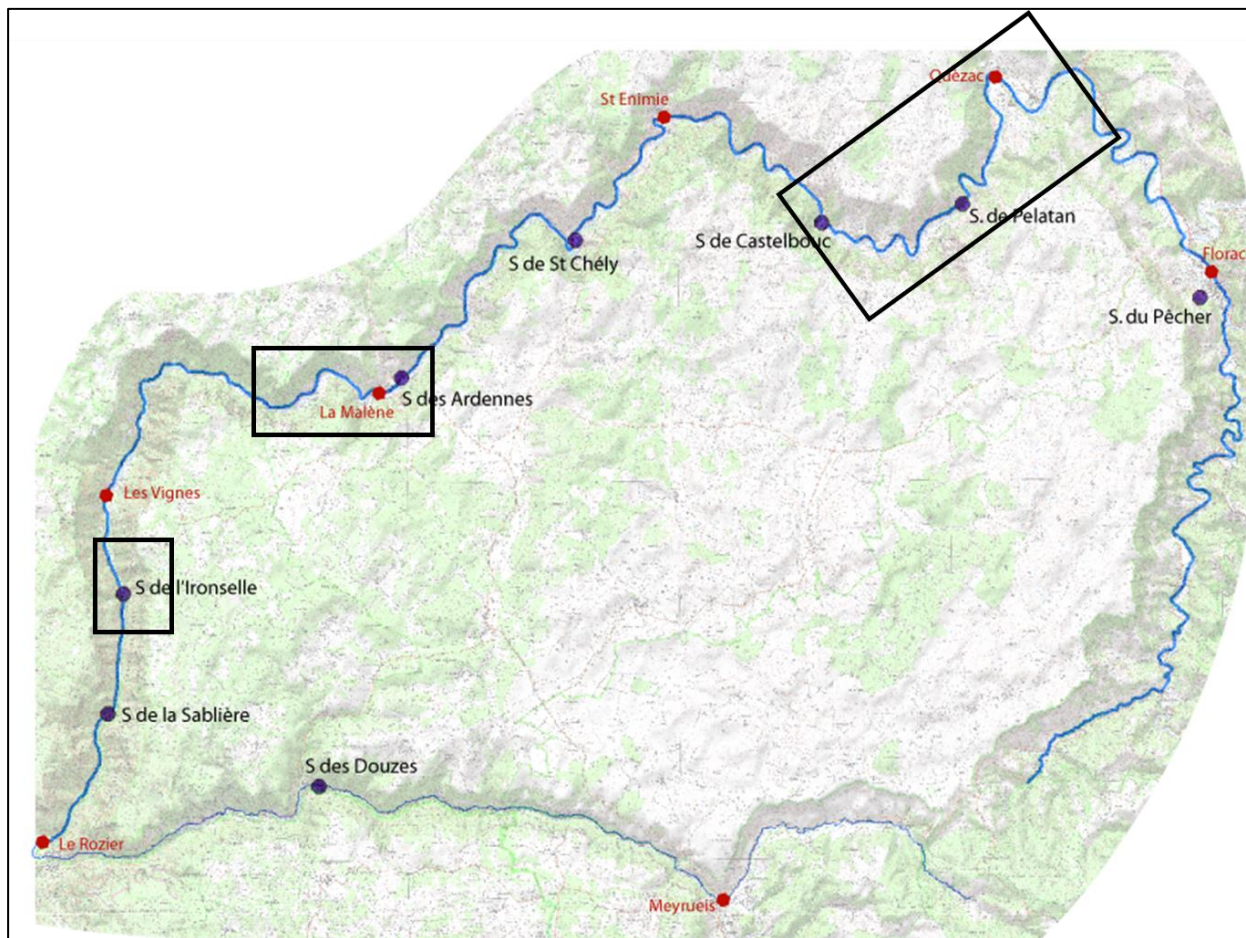 Quézac
St Enimie
S. de Pelatan
S de Castelbouc
Florac
S de St Chély
S. du Pêcher
S des Ardennes
La Malène
Les Vignes
S de l'Ironselle
S de la Sablière
S des Douzes
Le Rozier
Meyrueis